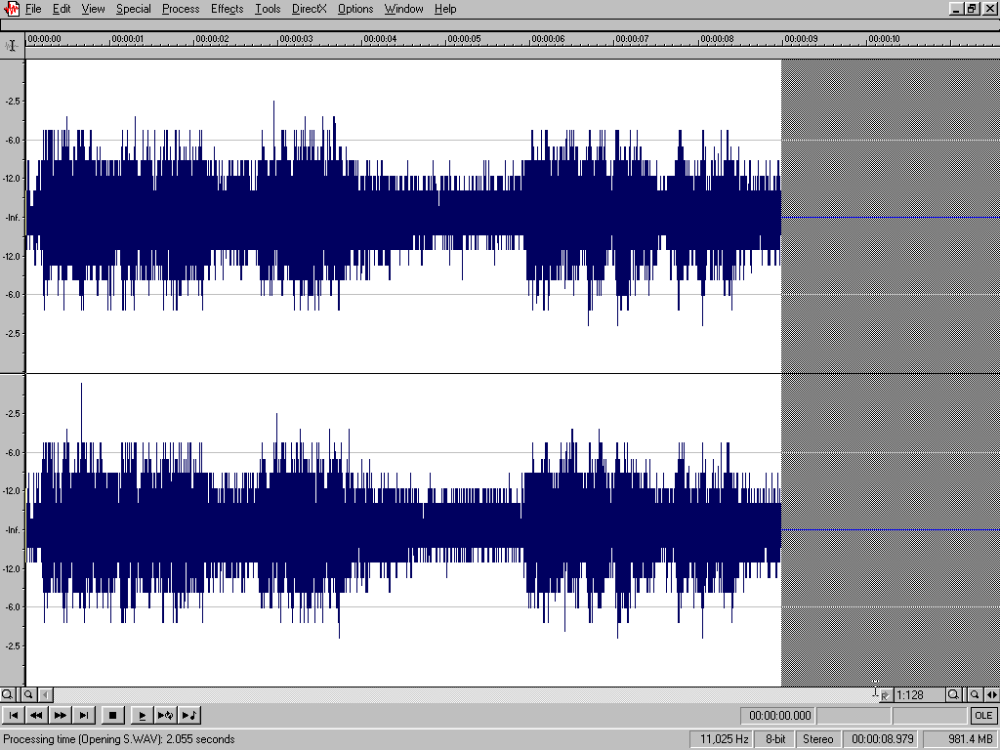 File Edit View Special Process Effects Tools DirectX Options Window Help
00:00:00 00:00:01 00:00:02 00:00:03 00:00:04 00:00:05 00:00:06 00:00:07 00:00:08 00:00:09 00:00:10
-2.5
-6.0
-12.0
-Inf.
-12.0
-6.0
-2.5
-2.5
-6.0
-12.0
-Inf.
-12.0
-6.0
-2.5
1:128
00:00:00.000 OLE
Processing time (Opening S.WAV): 2.055 seconds 11,025 Hz 8-bit Stereo 00:00:08.979 981.4 MB